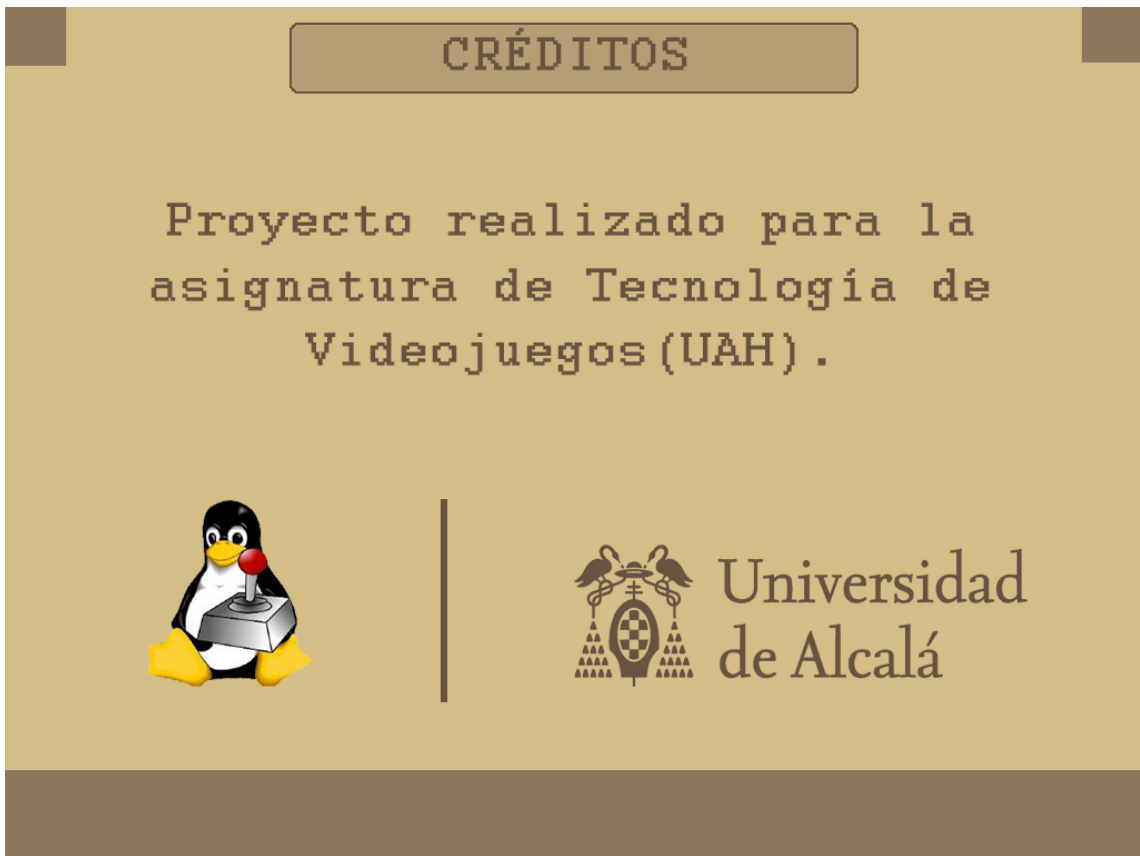 CRÉDITOS
Proyecto realizado para la
asignatura de Tecnología de
Videojuegos(UAH).
Universidad
de Alcalá